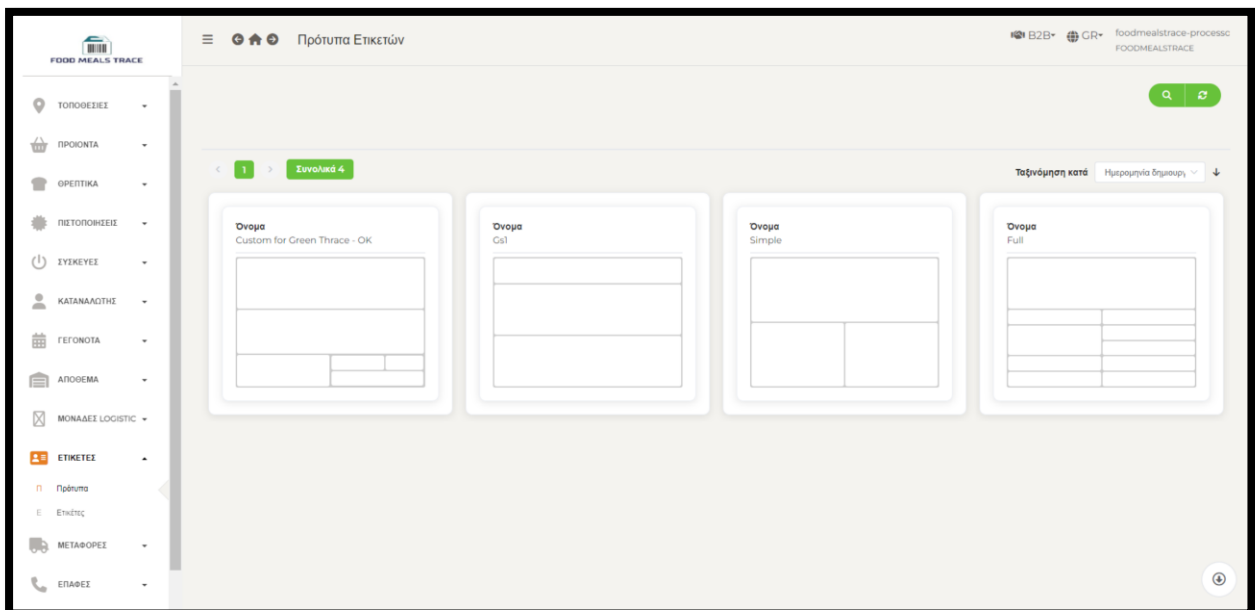 FOOD MEALS TRACE
Πρότυπα Ετικετών
B2B
GR
foodmealstrace-processc
FOODMEALSTRACE
ΤΟΠΟΘΕΣΙΕΣ
ΠΡΟΙΟΝΤΑ
ΘΡΕΠΤΙΚΑ
ΠΙΣΤΟΠΟΙΗΣΕΙΣ
ΣΥΣΚΕΥΕΣ
ΚΑΤΑΝΑΛΩΤΗΣ
ΓΕΓΟΝΟΤΑ
ΑΠΟΘΕΜΑ
ΜΟΝΑΔΕΣ LOGISTIC
ΕΤΙΚΕΤΕΣ
Π Πρότυπα
Ε Ετικέτες
ΜΕΤΑΦΟΡΕΣ
ΕΠΑΦΕΣ
1
Συνολικά 4
Ταξινόμηση κατά
Ημερομηνία δημιουργ
Όνομα
Custom for Green Thrace - OK
Όνομα
Gs1
Όνομα
Simple
Όνομα
Full